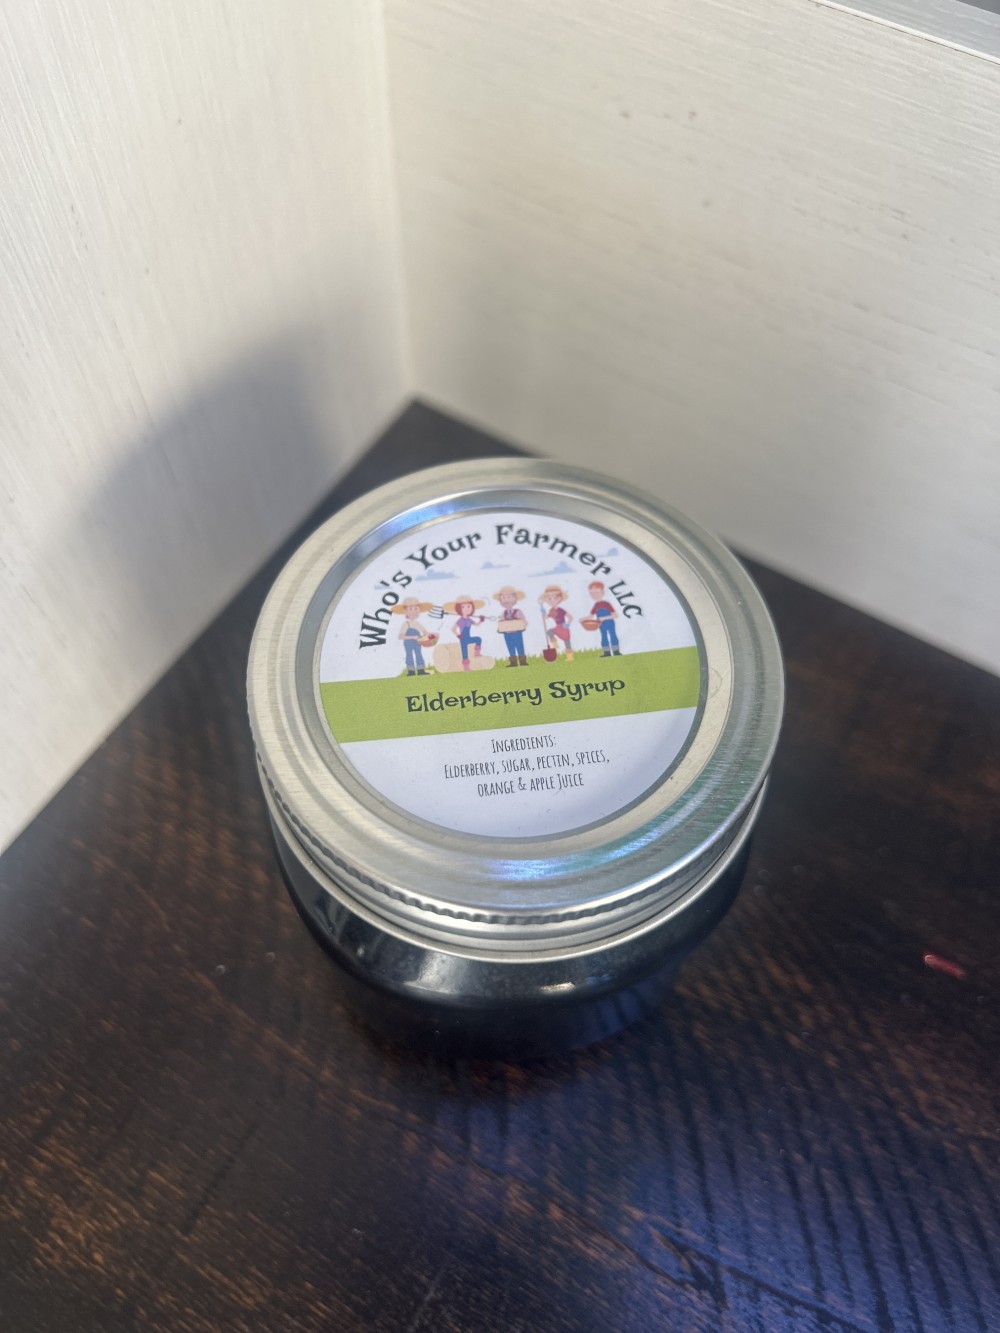 Who's Your Farmer LLC
Elderberry Syrup
Ingredients:
Elderberry, sugar, pectin, spices,
orange & apple Juice